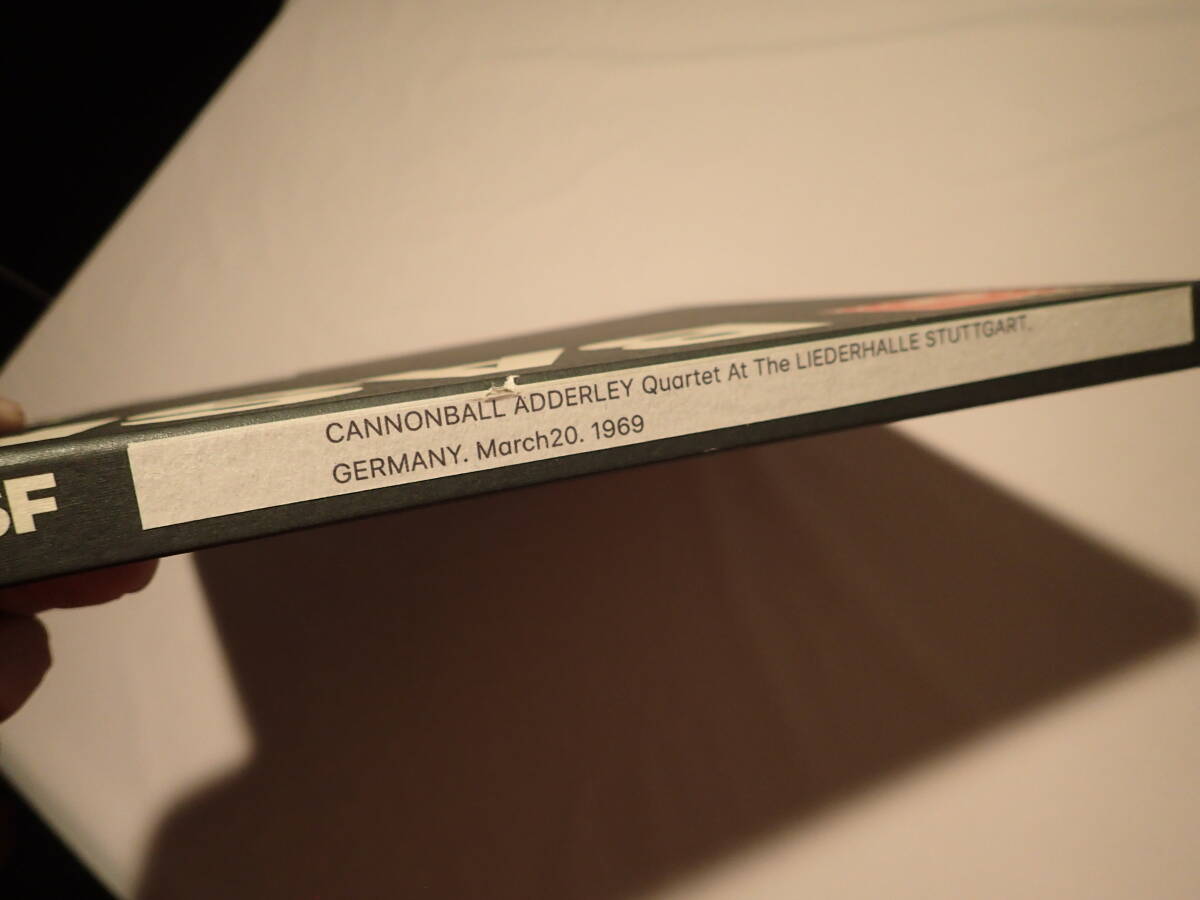 CANNONBALL ADDERLEY Quartet At The LIEDERHALLE STUTTGART.
GERMANY. March20. 1969
SF